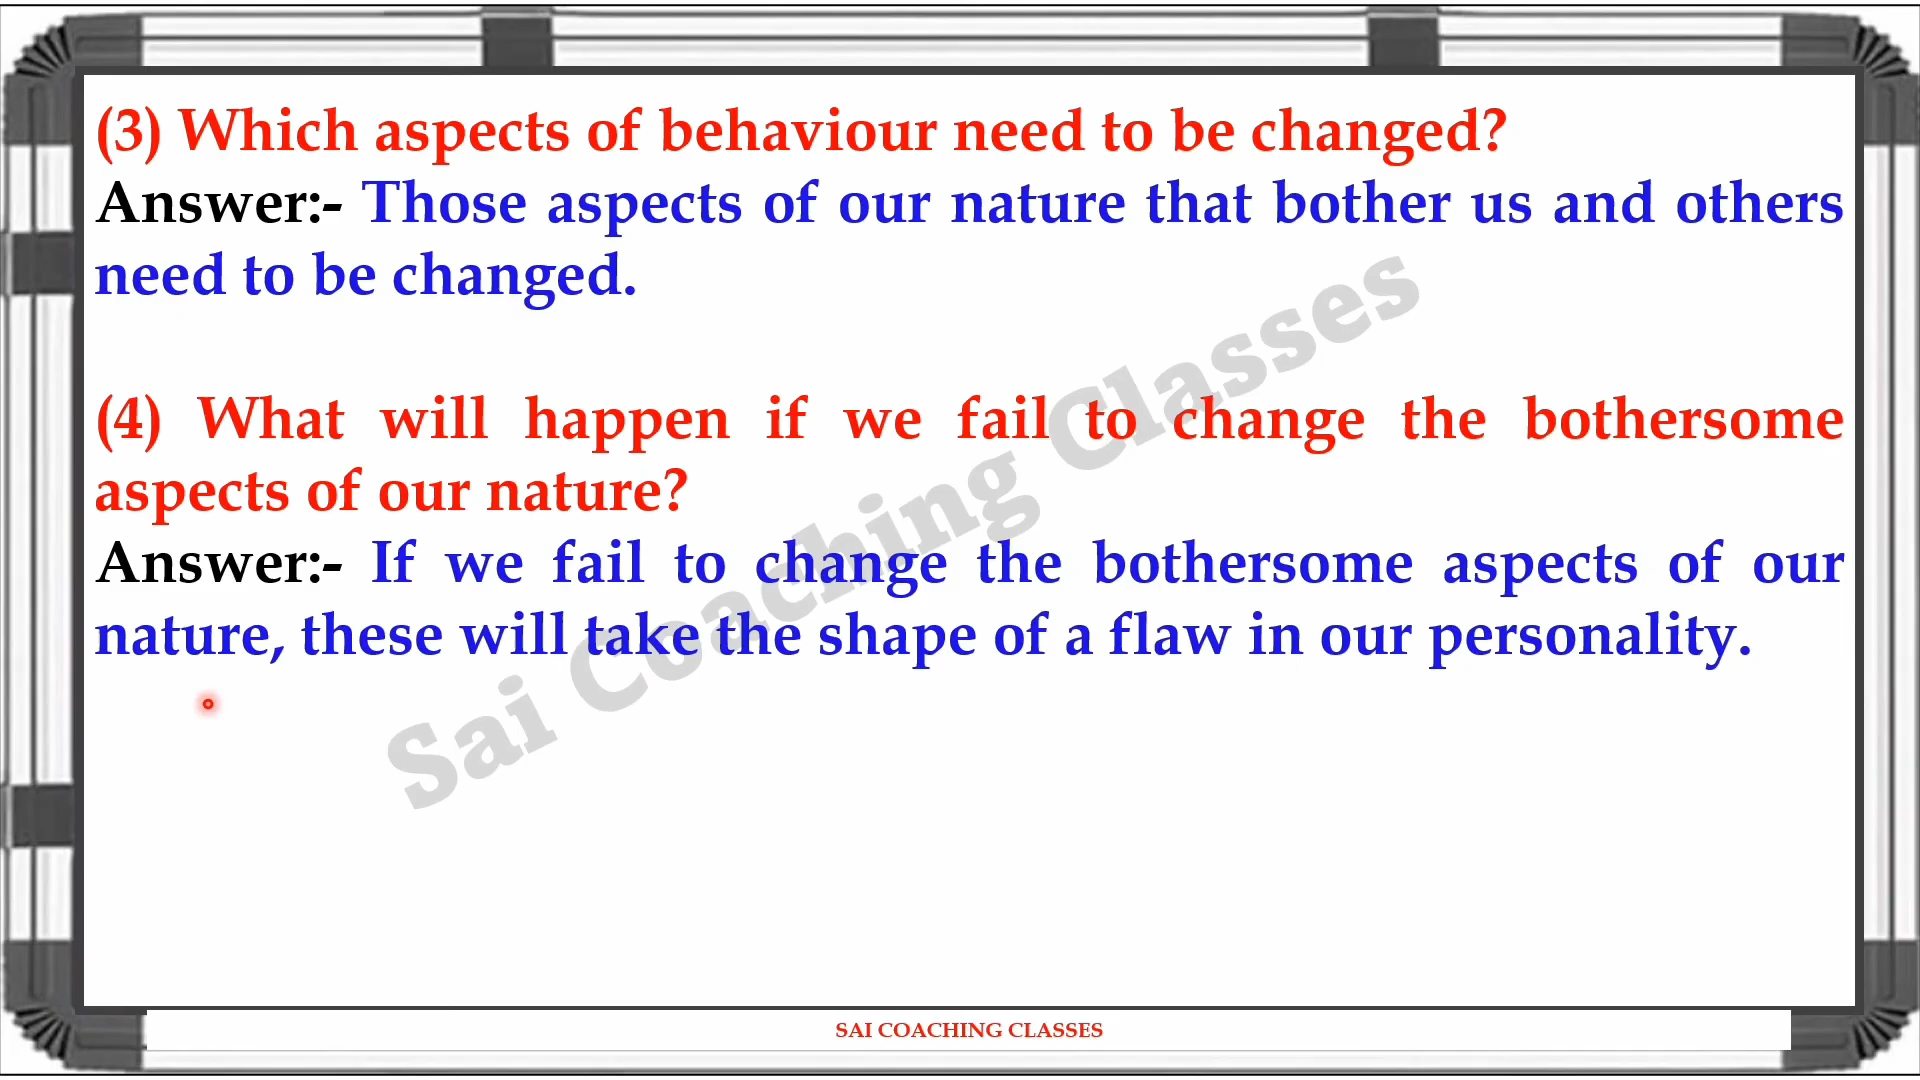 (3) Which aspects of behaviour need to be changed?
Answer:- Those aspects of our nature that bother us and others
need to be changed.
(4) What will happen if we fail to change the bothersome
aspects of our nature?
Answer:- If we fail to change the bothersome aspects of our
nature, these will take the shape of a flaw in our personality.
Sai Coaching Classes
SAI COACHING CLASSES